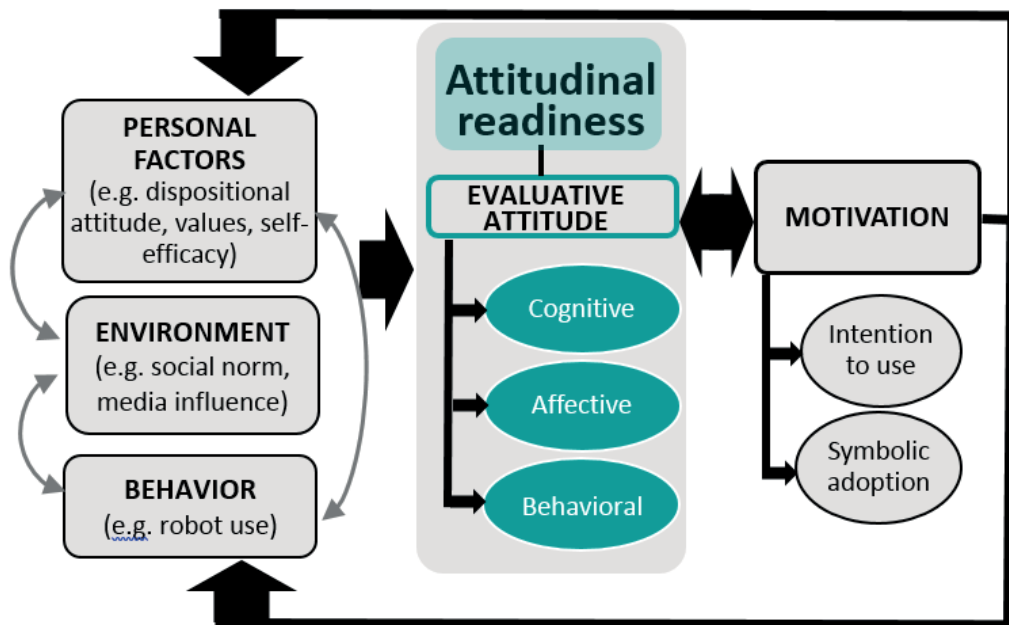 PERSONAL
FACTORS
(e.g. dispositional
attitude, values, self-
efficacy)
ENVIRONMENT
(e.g. social norm,
media influence)
BEHAVIOR
(e.g. robot use)
Attitudinal
readiness
EVALUATIVE
ATTITUDE
Cognitive
Affective
Behavioral
MOTIVATION
Intention
to use
Symbolic
adoption